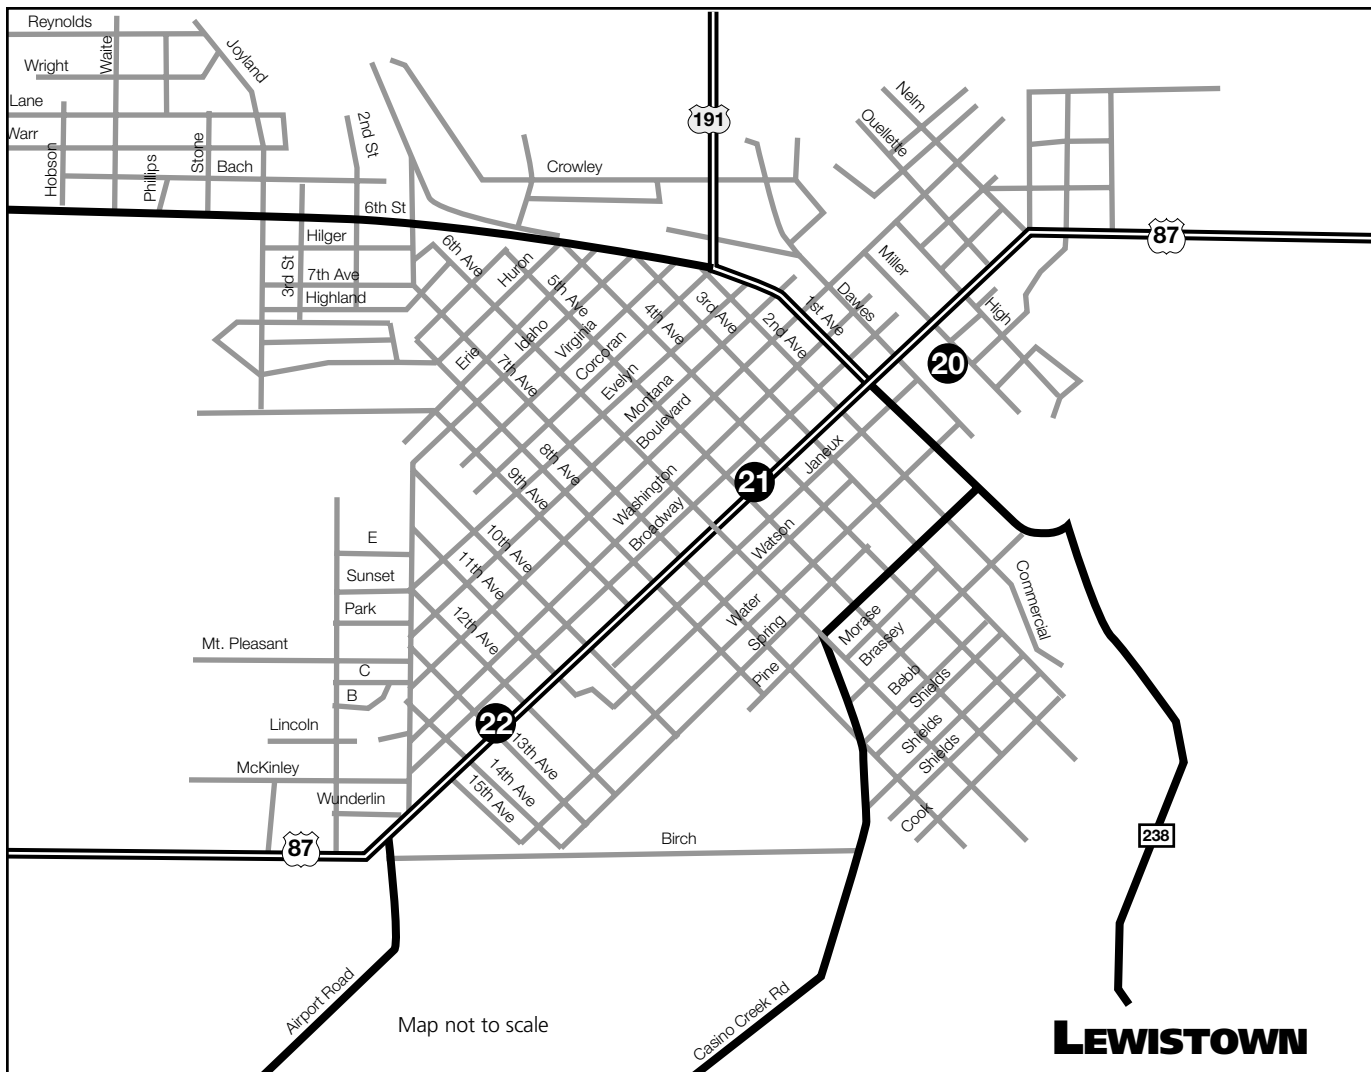 Reynolds
Waite
Joyland
Wright
Lane
Warr
Hobson
Phillips
Stone
Bach
2nd St
6th St
Hilger
3rd St
7th Ave
Highland
191
Crowley
Nelm
Ouellette
87
Miller
High
Dawes
1st Ave
2nd Ave
3rd Ave
4th Ave
5th Ave
6th Ave
Huron
Idaho
Virginia
Corcoran
Evelyn
Montana
Boulevard
Erie
7th Ave
8th Ave
9th Ave
10th Ave
11th Ave
12th Ave
Washington
Broadway
20
21
22
Janeux
Watson
Water
Spring
Pine
Morase
Brassey
Bebb
Shields
Shields
Shields
Cook
Commercial
E
Sunset
Park
Mt. Pleasant
C
B
Lincoln
McKinley
Wunderlin
13th Ave
14th Ave
15th Ave
87
Birch
238
Airport Road
Casino Creek Rd
Map not to scale
LEWISTOWN